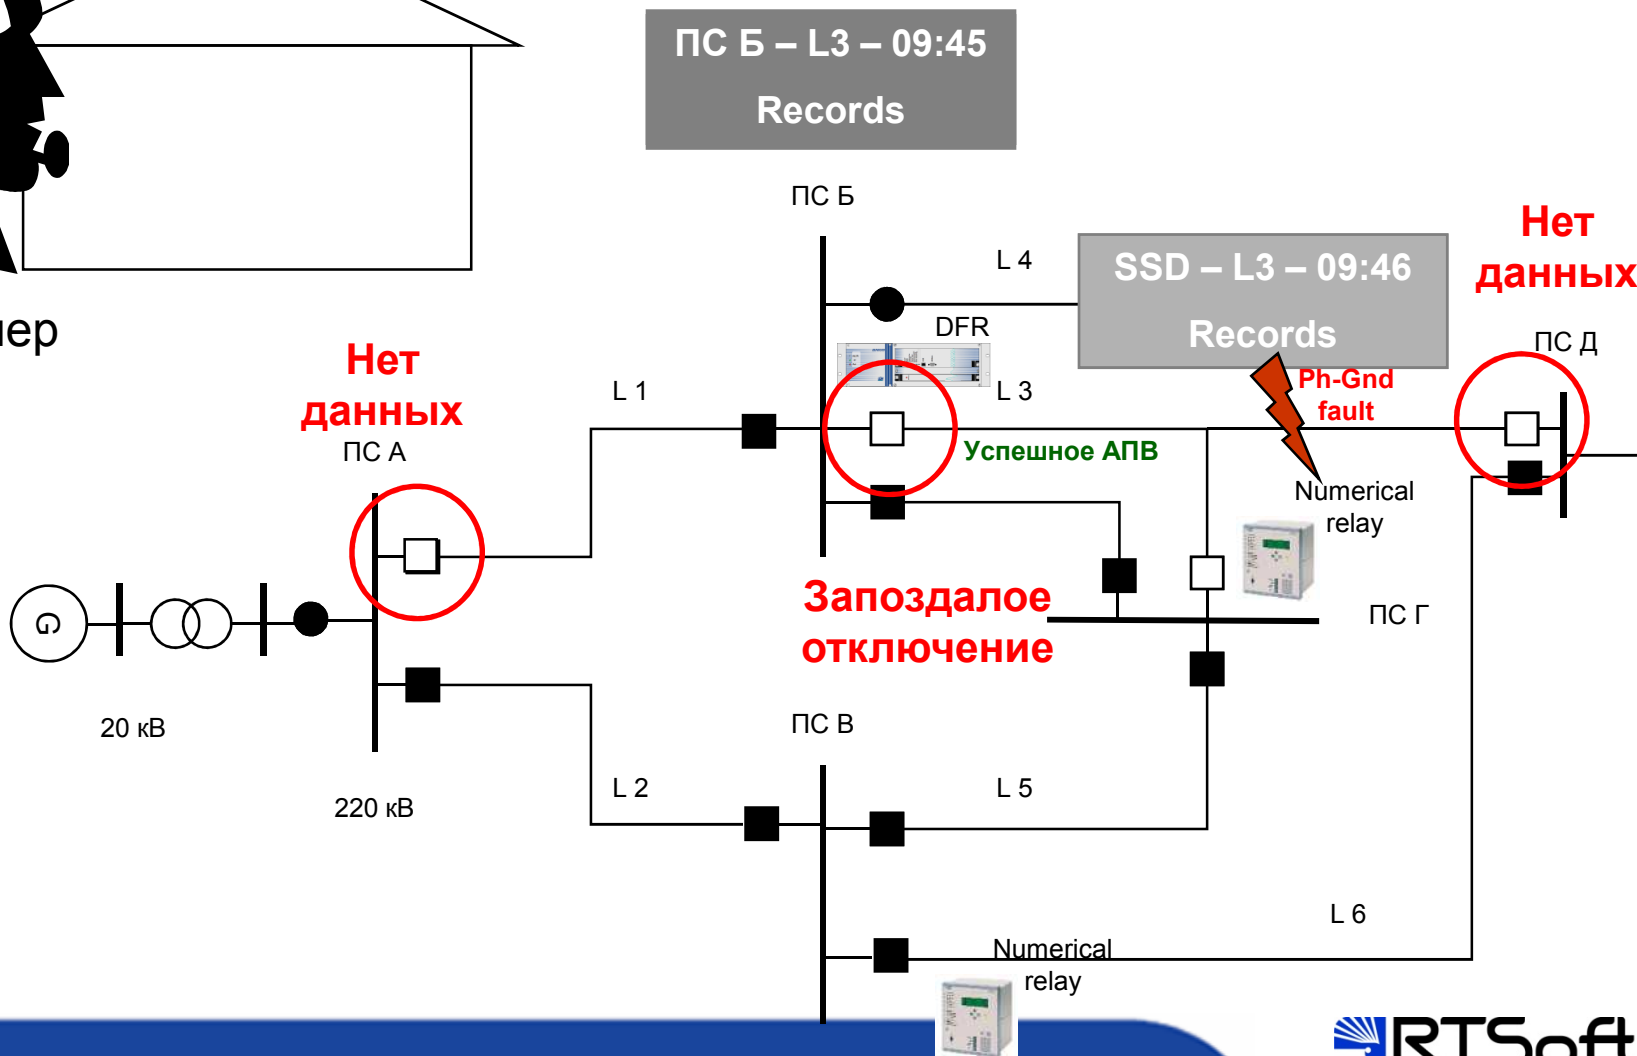 ПС Б – L3 – 09:45
Records
ПС Б
L 4
SSD – L3 – 09:46
Records
Нет
данных
DFR
ПС Д
Нет
данных
L 1
L 3
Ph-Gnd
fault
ПС А
Успешное АПВ
Numerical
relay
Запоздалое
отключение
ПС Г
G
20 кВ
ПС В
220 кВ
L 2
L 5
L 6
Numerical
relay
RTSoft